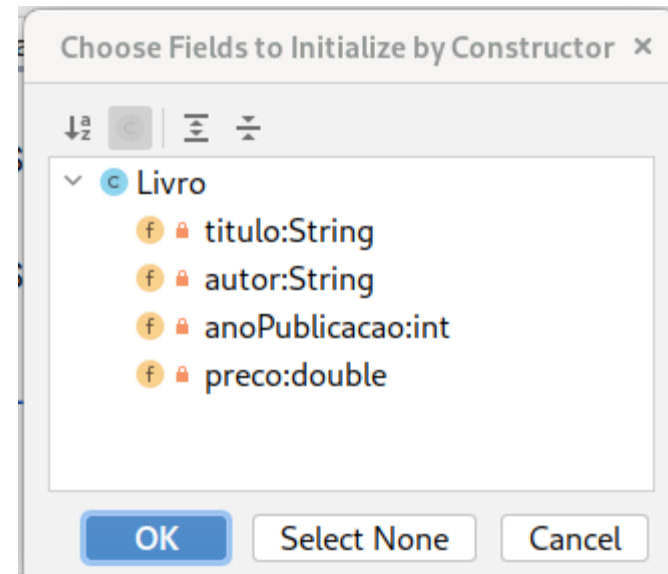 Choose Fields to Initialize by Constructor ×
Livro
titulo:String
autor:String
anoPublicacao:int
preco:double
OK Select None Cancel